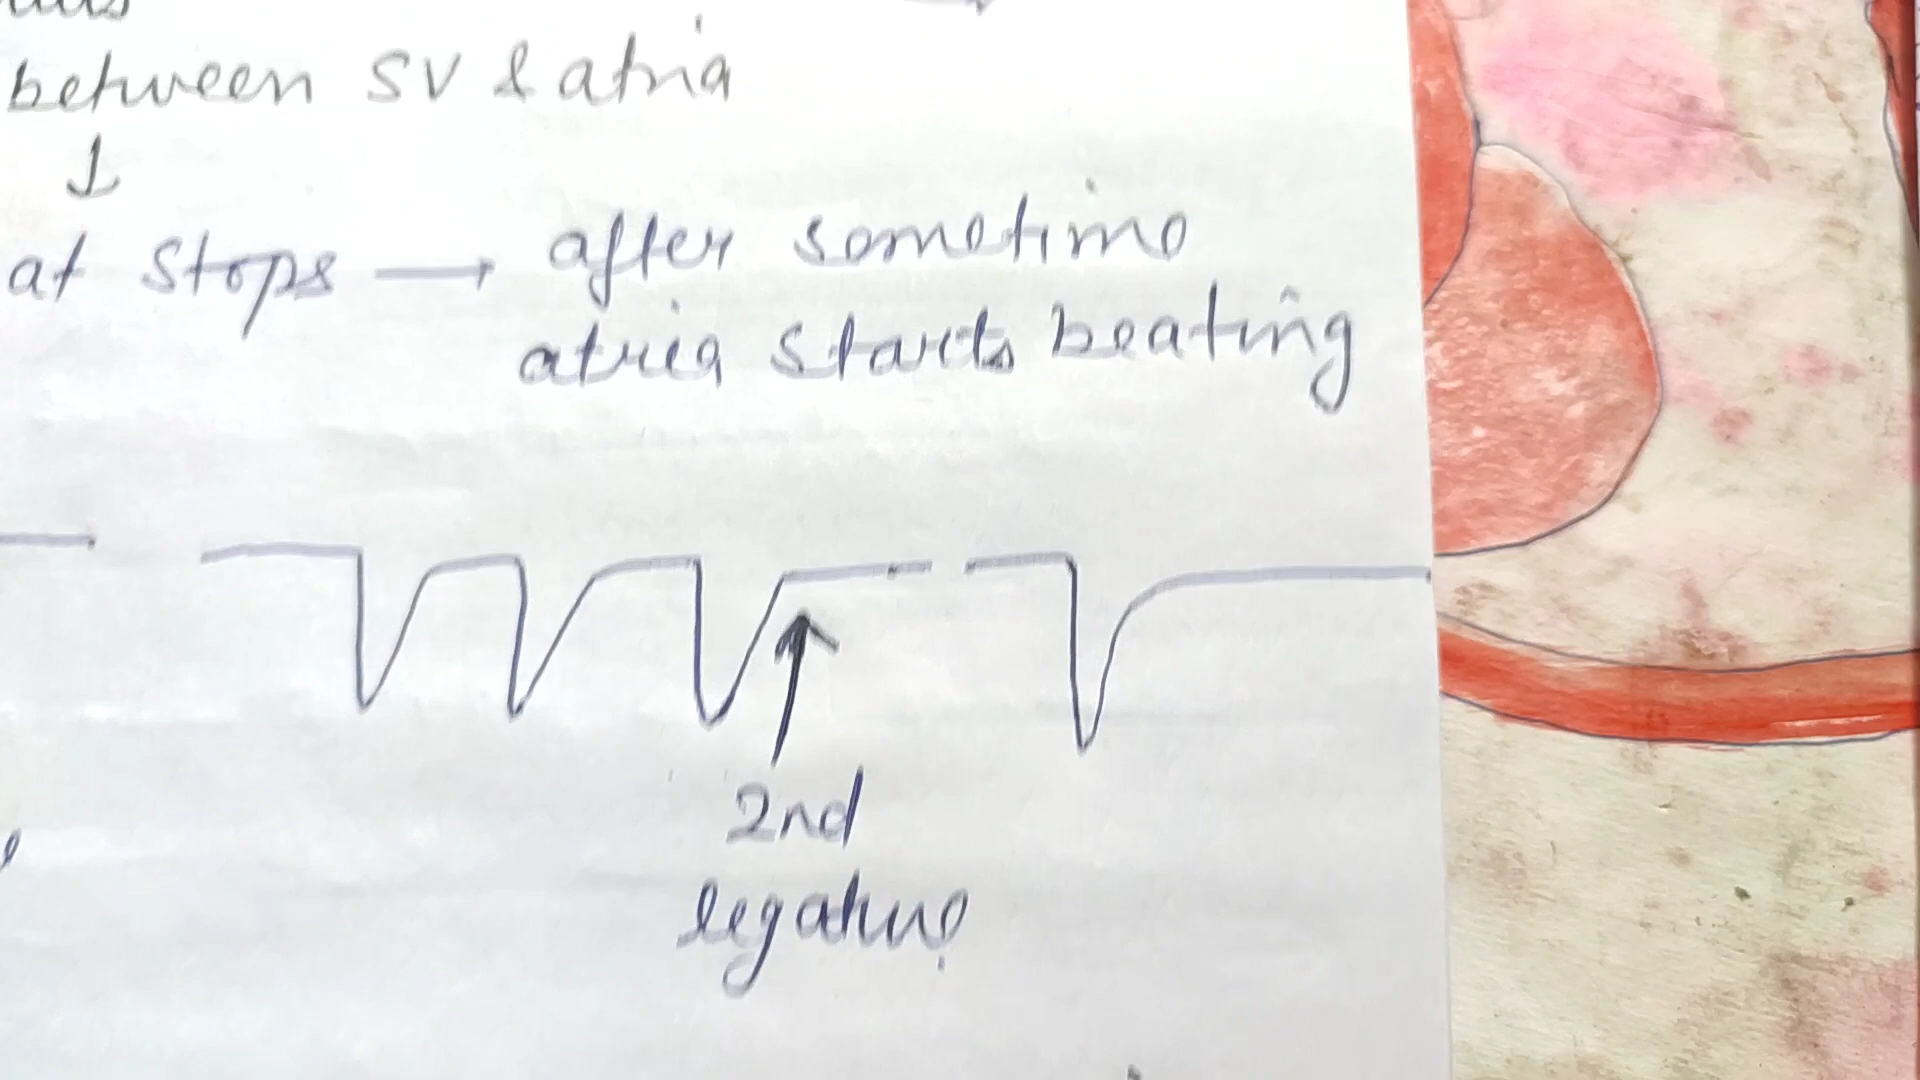 between SV & atria
at stops → after sometime
atria starts beating
2nd
legature